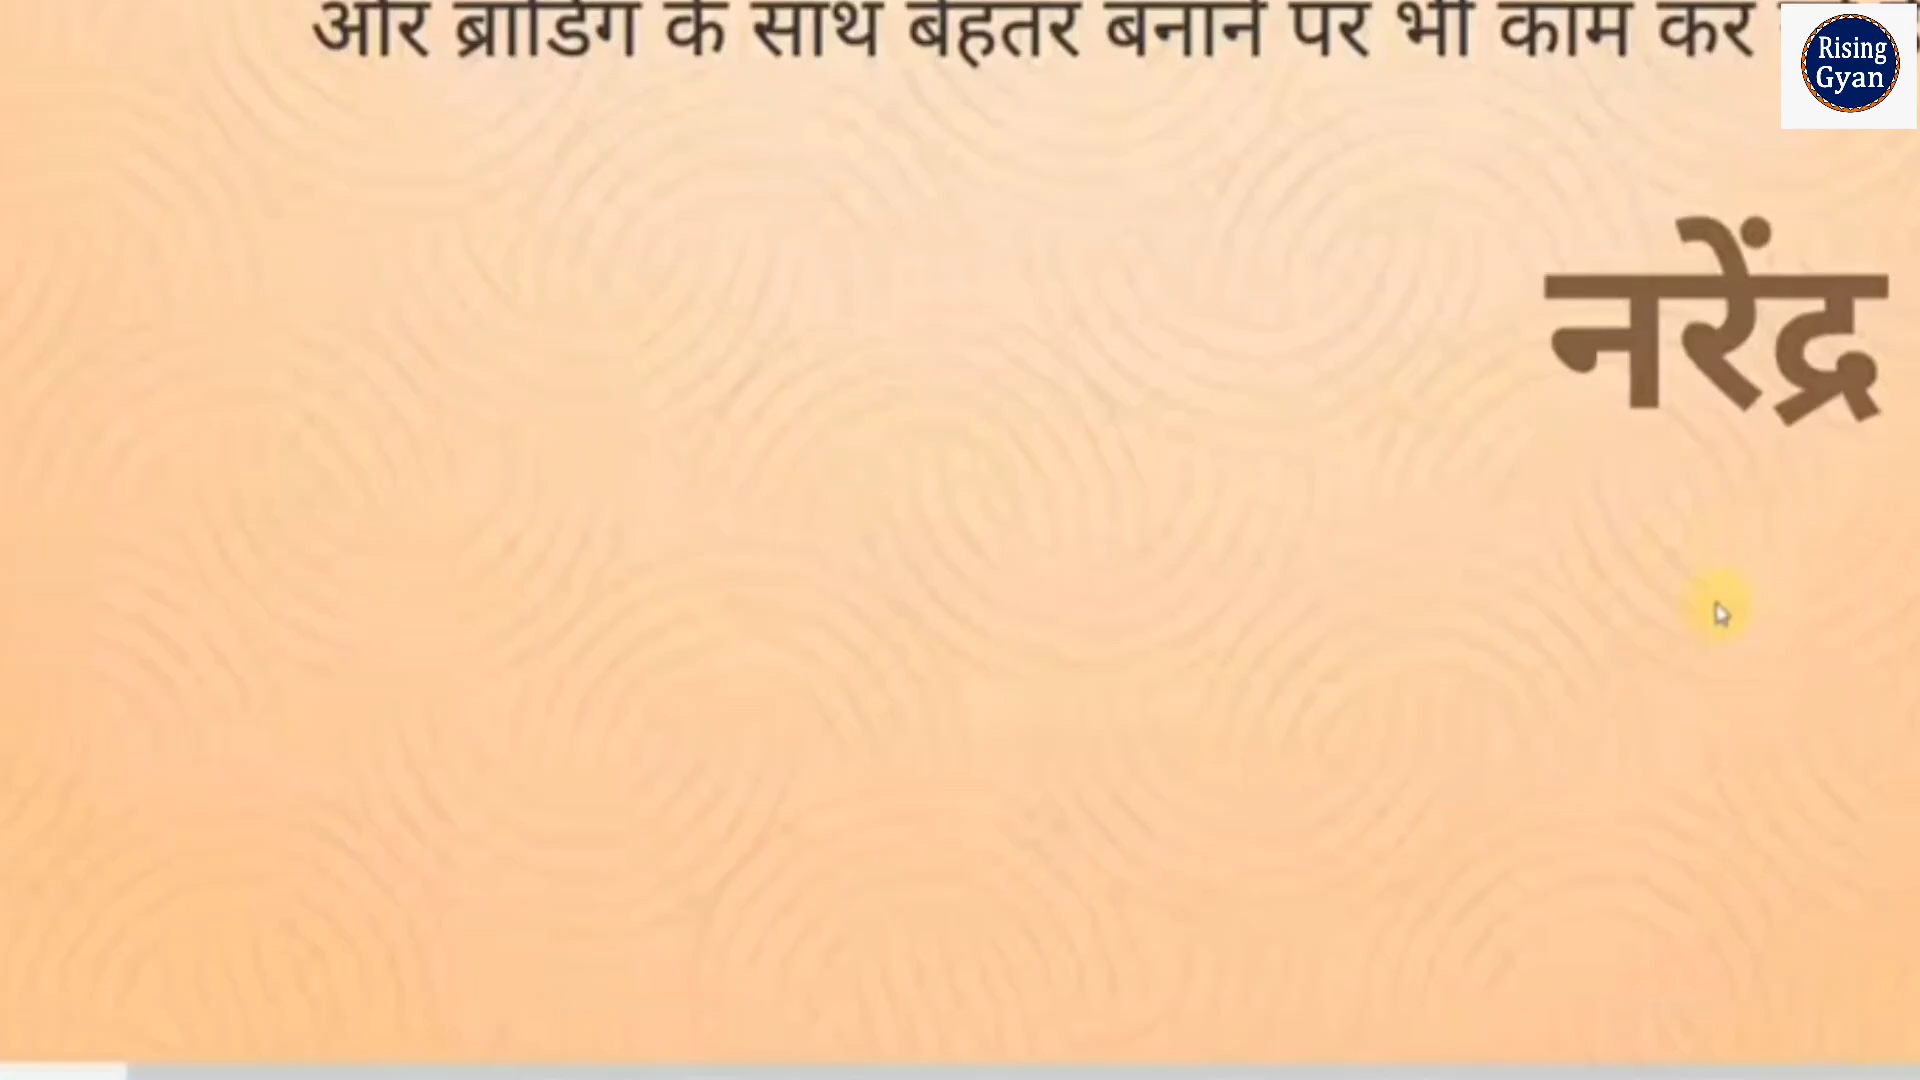 और ब्रांडिंग के साथ बेहतर बनाने पर भी काम कर
Rising
Gyan
नरेंद्र